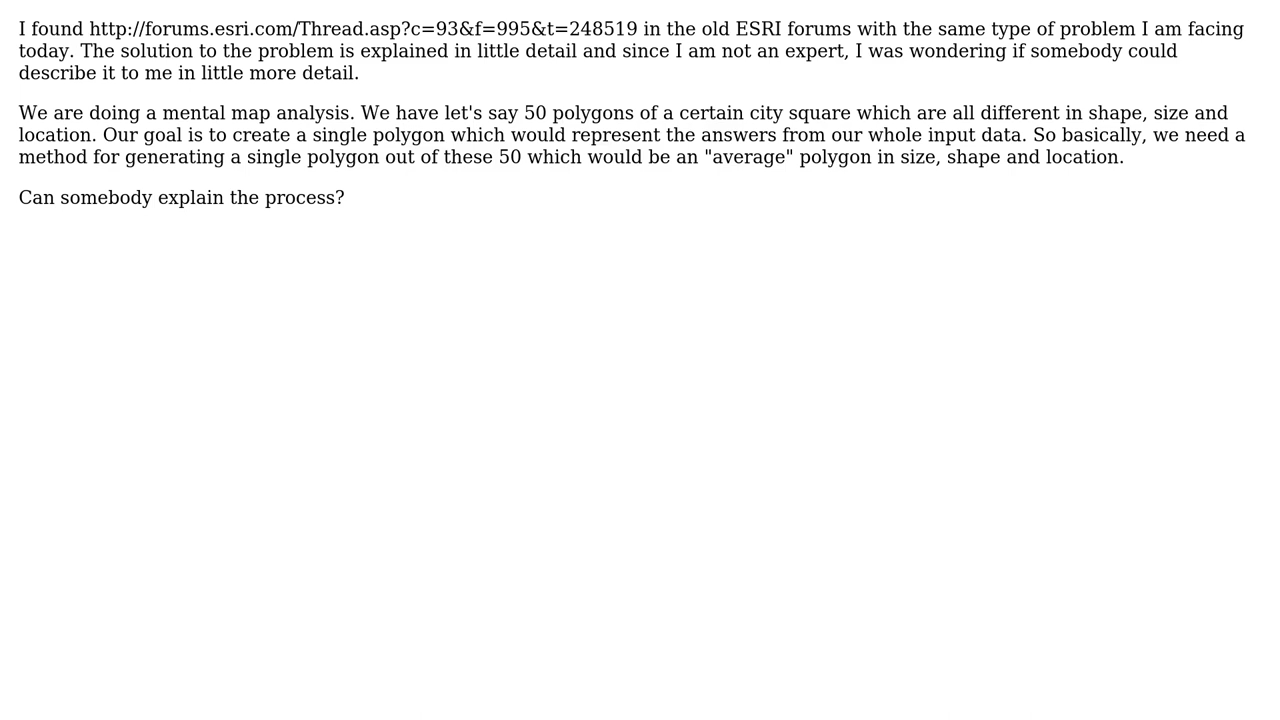 I found http://forums.esri.com/Thread.asp?c=93&f=995&t=248519 in the old ESRI forums with the same type of problem I am facing
today. The solution to the problem is explained in little detail and since I am not an expert, I was wondering if somebody could
describe it to me in little more detail.
We are doing a mental map analysis. We have let's say 50 polygons of a certain city square which are all different in shape, size and
location. Our goal is to create a single polygon which would represent the answers from our whole input data. So basically, we need a
method for generating a single polygon out of these 50 which would be an "average" polygon in size, shape and location.
Can somebody explain the process?